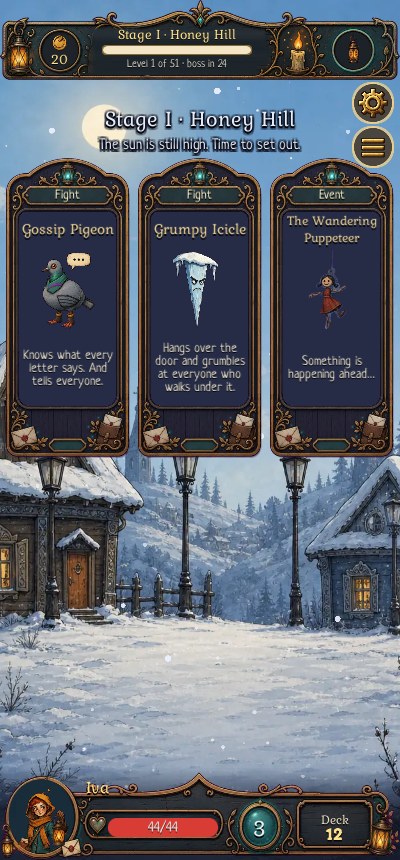 Stage I · Honey Hill
20
Level 1 of 51 · boss in 24
Stage I · Honey Hill
The sun is still high. Time to set out.
Fight
Gossip Pigeon
Knows what every
letter says. And
tells everyone.
Fight
Grumpy Icicle
Hangs over the
door and grumbles
at everyone who
walks under it.
Event
The Wandering
Puppeteer
Something is
happening ahead...
Iva
44/44
3
Deck
12